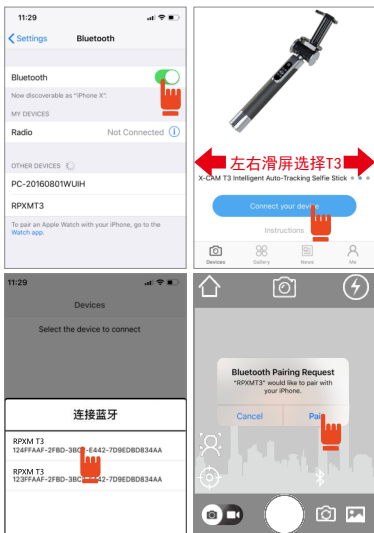 11:29
Settings
Bluetooth
Bluetooth
Now discoverable as "iPhone X".
MY DEVICES
Radio
Not Connected
OTHER DEVICES
PC-20160801WUIH
RPXMT3
To pair an Apple Watch with your iPhone, go to the
Watch app.
左右滑屏选择T3
X-CAM T3 Intelligent Auto-Tracking Selfie Stick
Connect your device
Instructions
Devices
Gallery
News
Me
11:29
Devices
Select the device to connect
连接蓝牙
RPXM T3
124FFAAF-2FBD-3BC E442-7D9EDBD834AA
RPXM T3
123FFAAF-2FBD-3BC E442-7D9EDBD834AA
Bluetooth Pairing Request
"RPXMT3" would like to pair with
your iPhone.
Cancel
Pair